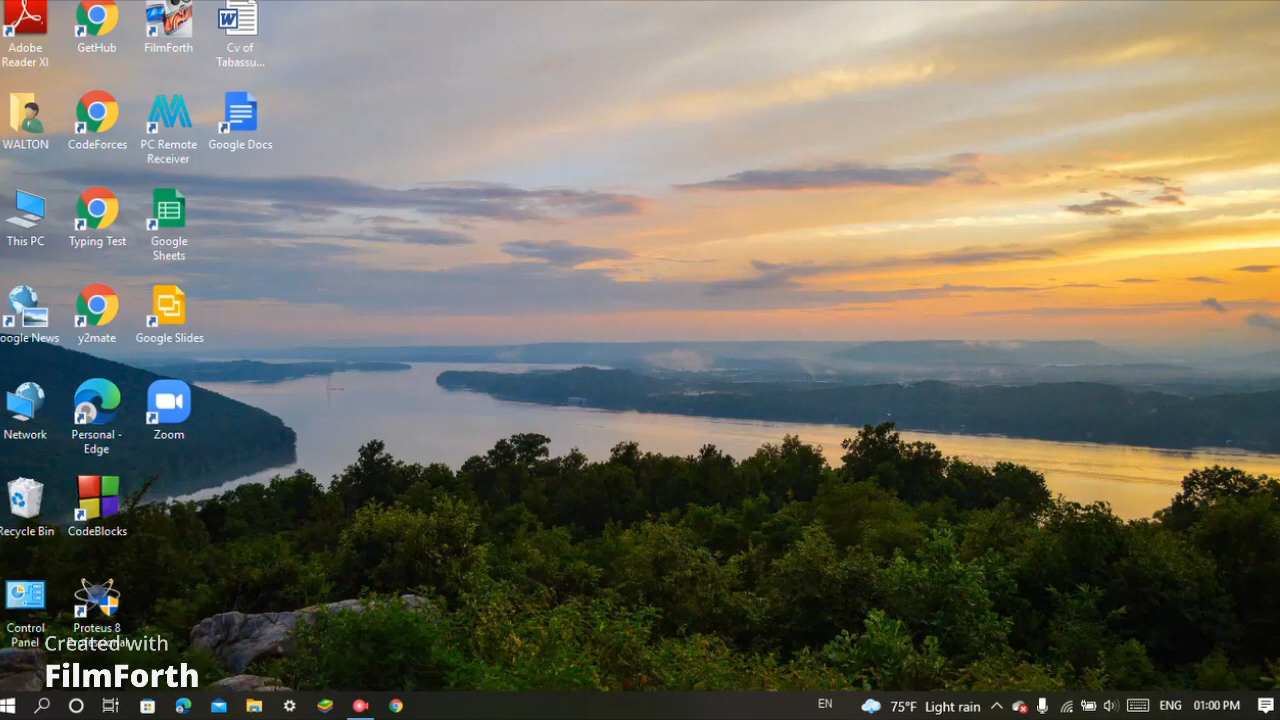 Adobe
Reader XI
GetHub
FilmForth
Cv of
Tabassu...
WALTON
CodeForces
PC Remote
Receiver
Google Docs
This PC
Typing Test
Google
Sheets
oogle News
y2mate
Google Slides
Network
Personal -
Edge
Zoom
Recycle Bin
CodeBlocks
Control
Panel
Proteus 8
Professional
Created with
FilmForth
EN
75°F Light rain
ENG
01:00 PM